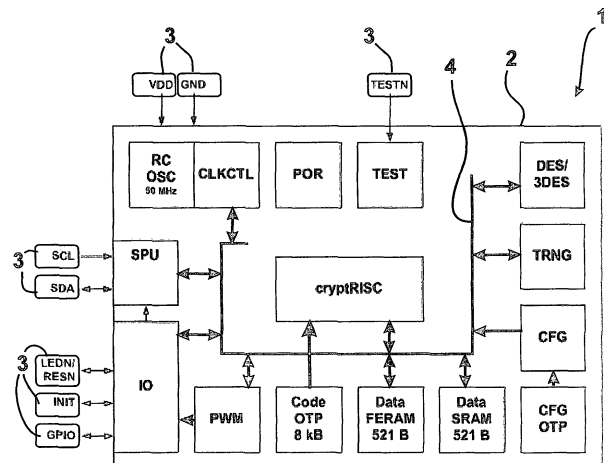 3 3 1
VDD GND TESTN 4 2
RC
OSC
50 MHz
CLKCTL
POR
TEST
DES/
3DES
3 SCL
SDA
SPU
TRNG
cryptRISC
3 LEDN/
RESN
INIT
GPIO
IO
CFG
PWM
Code
OTP
8 kB
Data
FERAM
521 B
Data
SRAM
521 B
CFG
OTP